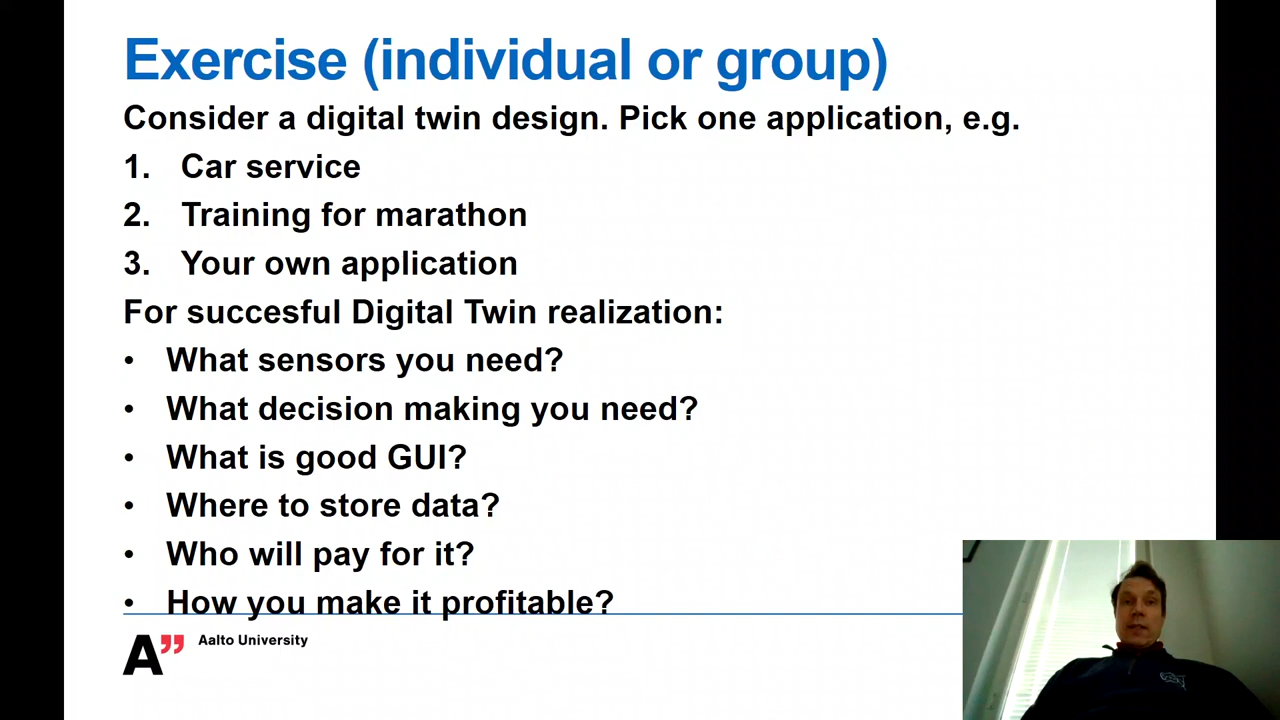 Exercise (individual or group)
Consider a digital twin design. Pick one application, e.g.
1. Car service
2. Training for marathon
3. Your own application
For succesful Digital Twin realization:
• What sensors you need?
• What decision making you need?
• What is good GUI?
• Where to store data?
• Who will pay for it?
• How you make it profitable?
A”
Aalto University